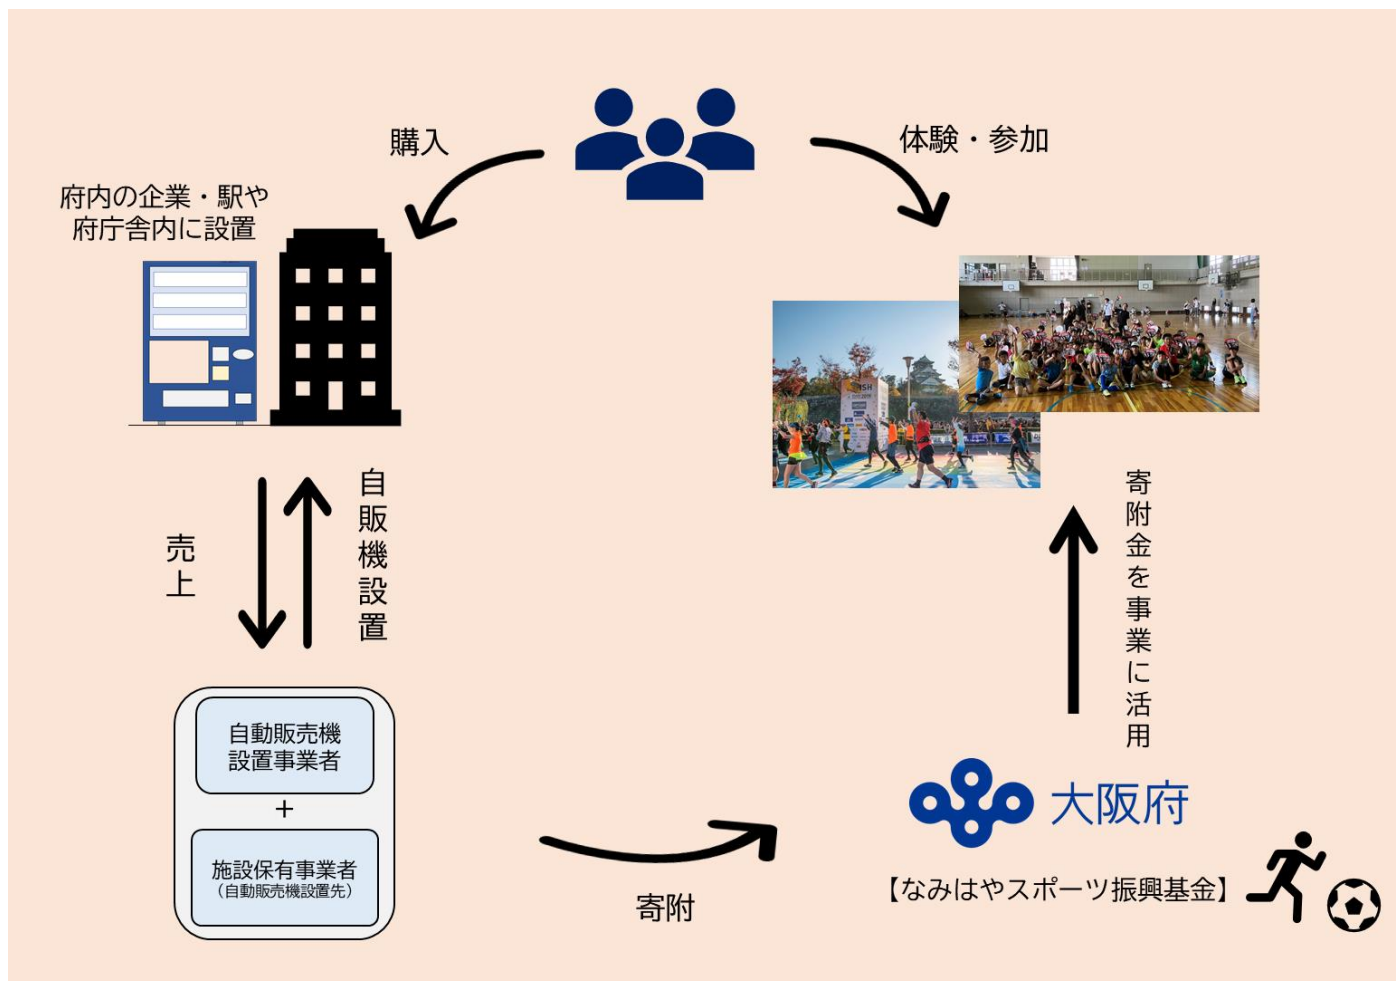 購入
体験・参加
府内の企業・駅や
府庁舎内に設置
売上
自販機設置
寄附金を事業に活用
自動販売機
設置事業者
+
施設保有事業者
（自動販売機設置先）
寄附
大阪府
【なみはやスポーツ振興基金】